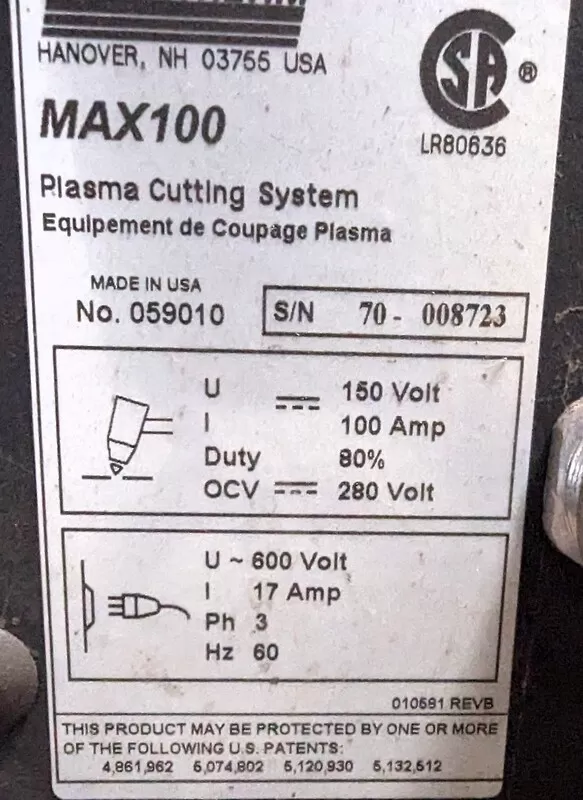 HANOVER, NH 03755 USA
CSA ®
LR80636
MAX100
Plasma Cutting System
Equipement de Coupage Plasma
MADE IN USA
No. 059010
S/N 70 - 008723
U 150 Volt
I 100 Amp
Duty 80%
OCV 280 Volt
U ~ 600 Volt
I 17 Amp
Ph 3
Hz 60
010591 REVB
THIS PRODUCT MAY BE PROTECTED BY ONE OR MORE
OF THE FOLLOWING U.S. PATENTS:
4,861,962 5,074,802 5,120,930 5,132,512